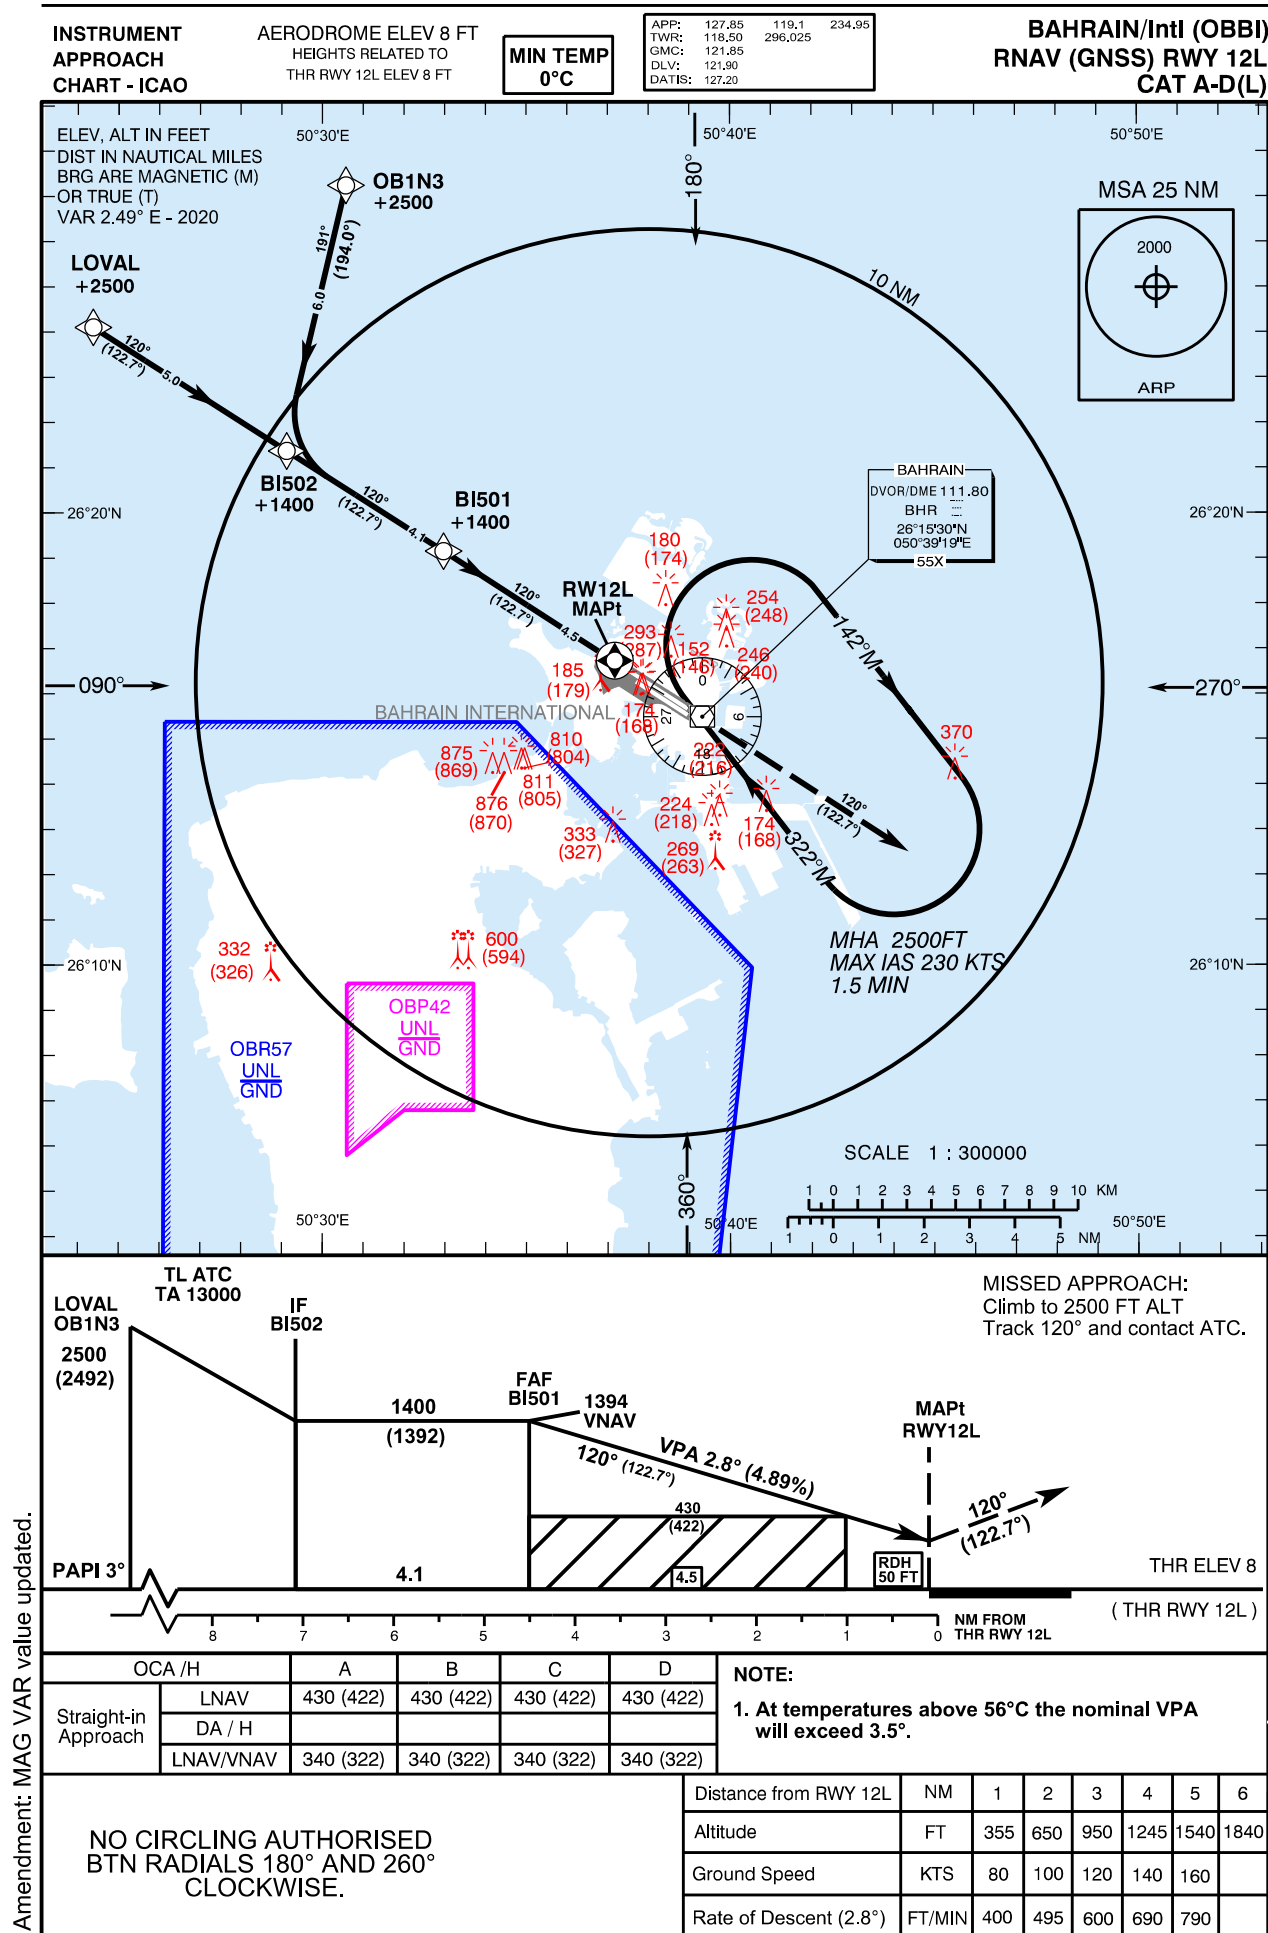 INSTRUMENT
APPROACH
CHART - ICAO
AERODROME ELEV 8 FT
HEIGHTS RELATED TO
THR RWY 12L ELEV 8 FT
MIN TEMP
0°C
APP: 127.85 119.1 234.95
TWR: 118.50 296.025
GMC: 121.85
DLV: 121.90
DATIS: 127.20
BAHRAIN/Intl (OBBI)
RNAV (GNSS) RWY 12L
CAT A-D(L)
ELEV, ALT IN FEET
DIST IN NAUTICAL MILES
BRG ARE MAGNETIC (M)
OR TRUE (T)
VAR 2.49° E - 2020
50°30'E
50°40'E
50°50'E
OB1N3
+2500
180°
MSA 25 NM
2000
ARP
191°
(194.0°)
6.0
LOVAL
+2500
10 NM
120°
(122.7°)
5.0
BI502
+1400
120°
(122.7°)
4.1
BI501
+1400
BAHRAIN
DVOR/DME 111.80
BHR
26°15'30"N
050°39'19"E
55X
26°20'N
26°20'N
120°
(122.7°)
4.5
RW12L
MAPt
180
(174)
254
(248)
293
(287)
152
(146)
246
(240)
185
(179)
174
(168)
142°M
090°
270°
BAHRAIN INTERNATIONAL
0
6
18
27
370
875
(869)
810
(804)
811
(805)
876
(870)
222
(216)
224
(218)
174
(168)
333
(327)
269
(263)
120°
(122.7°)
322°M
MHA 2500FT
MAX IAS 230 KTS
1.5 MIN
332
(326)
600
(594)
26°10'N
26°10'N
OBP42
UNL
GND
OBR57
UNL
GND
360°
SCALE 1 : 300000
1 0 1 2 3 4 5 6 7 8 9 10 KM
1 0 1 2 3 4 5 NM
50°30'E
50°40'E
50°50'E
TL ATC
TA 13000
LOVAL
OB1N3
2500
(2492)
IF
BI502
1400
(1392)
FAF
BI501
1394
VNAV
120° (122.7°)
VPA 2.8° (4.89%)
430
(422)
MISSED APPROACH:
Climb to 2500 FT ALT
Track 120° and contact ATC.
MAPt
RWY12L
120°
(122.7°)
PAPI 3°
4.1
4.5
RDH
50 FT
THR ELEV 8
( THR RWY 12L )
8 7 6 5 4 3 2 1 0
NM FROM
THR RWY 12L
OCA /H A B C D
Straight-in
Approach
LNAV 430 (422) 430 (422) 430 (422) 430 (422)
DA / H
LNAV/VNAV 340 (322) 340 (322) 340 (322) 340 (322)
NOTE:
1. At temperatures above 56°C the nominal VPA
will exceed 3.5°.
NO CIRCLING AUTHORISED
BTN RADIALS 180° AND 260°
CLOCKWISE.
Distance from RWY 12L NM 1 2 3 4 5 6
Altitude FT 355 650 950 1245 1540 1840
Ground Speed KTS 80 100 120 140 160
Rate of Descent (2.8°) FT/MIN 400 495 600 690 790
Amendment: MAG VAR value updated.